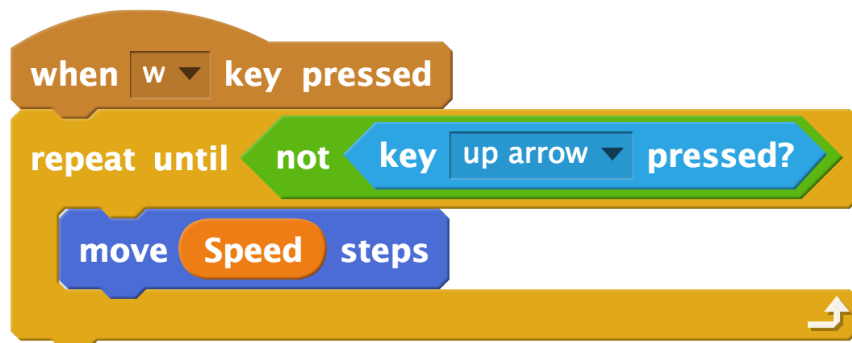 when w key pressed
repeat until not key up arrow pressed?
move Speed steps